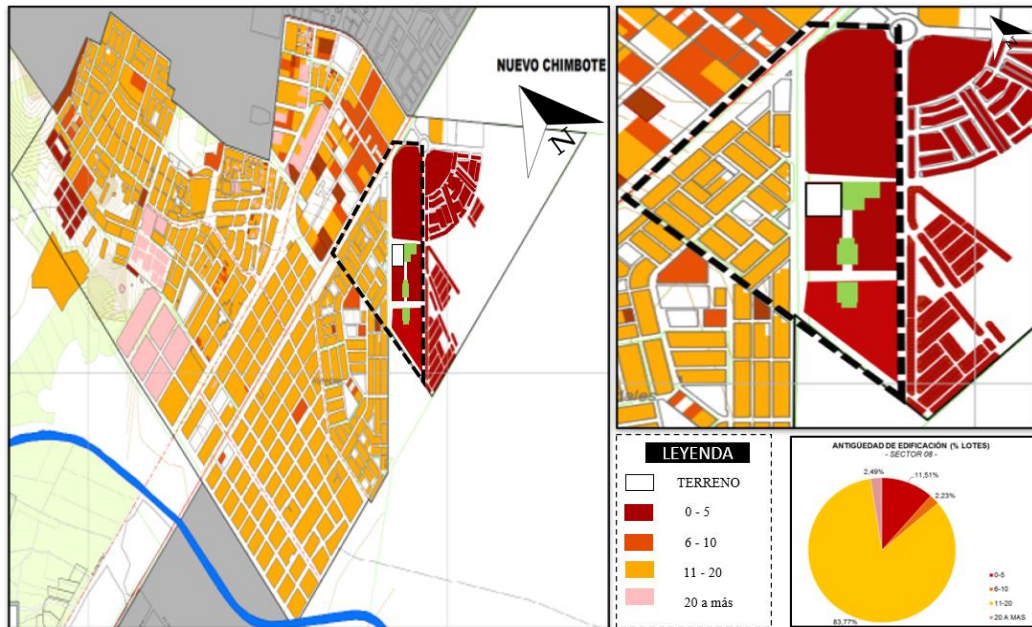 NUEVO CHIMBOTE
N
N
LEYENDA
TERRENO
0 - 5
6 - 10
11 - 20
20 a más
ANTIGÜEDAD DE EDIFICACIÓN (% LOTES)
- SECTOR 08 -
2,49%
11,51%
2,23%
83,77%
0-5
6-10
11-20
20 A MAS